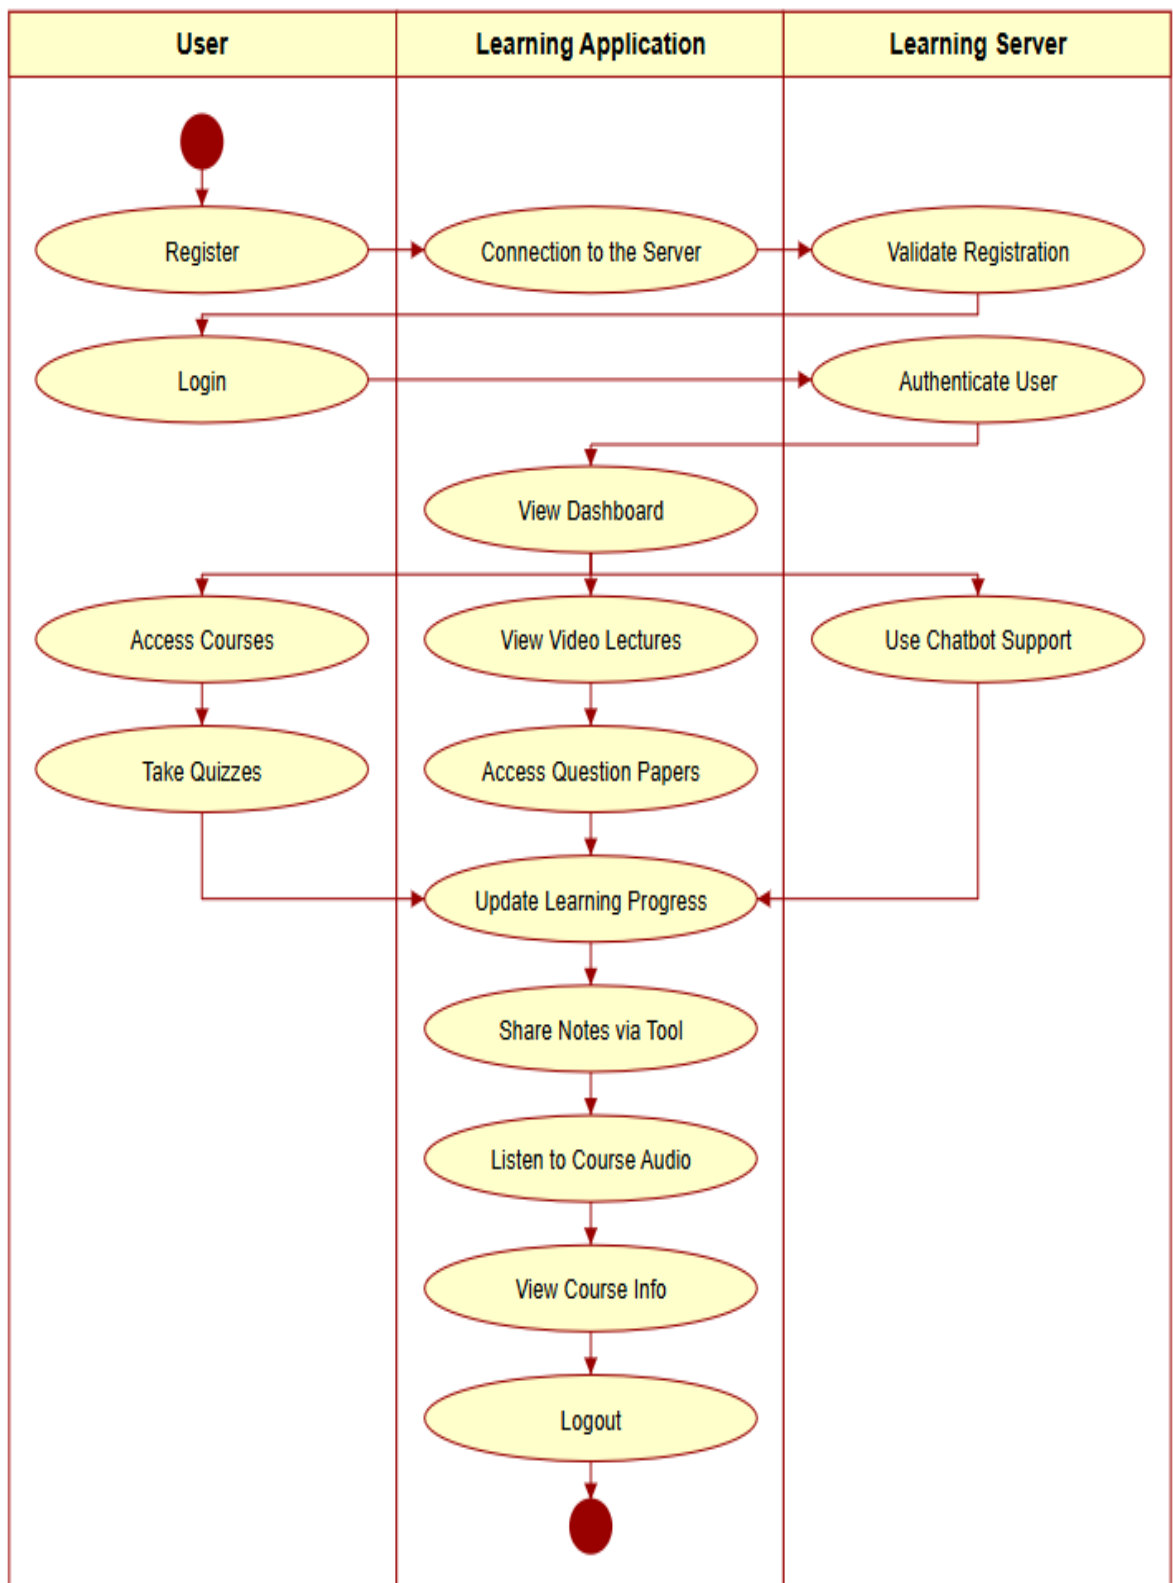 User
Learning Application
Learning Server
Register
Connection to the Server
Validate Registration
Login
Authenticate User
View Dashboard
Access Courses
View Video Lectures
Use Chatbot Support
Take Quizzes
Access Question Papers
Update Learning Progress
Share Notes via Tool
Listen to Course Audio
View Course Info
Logout